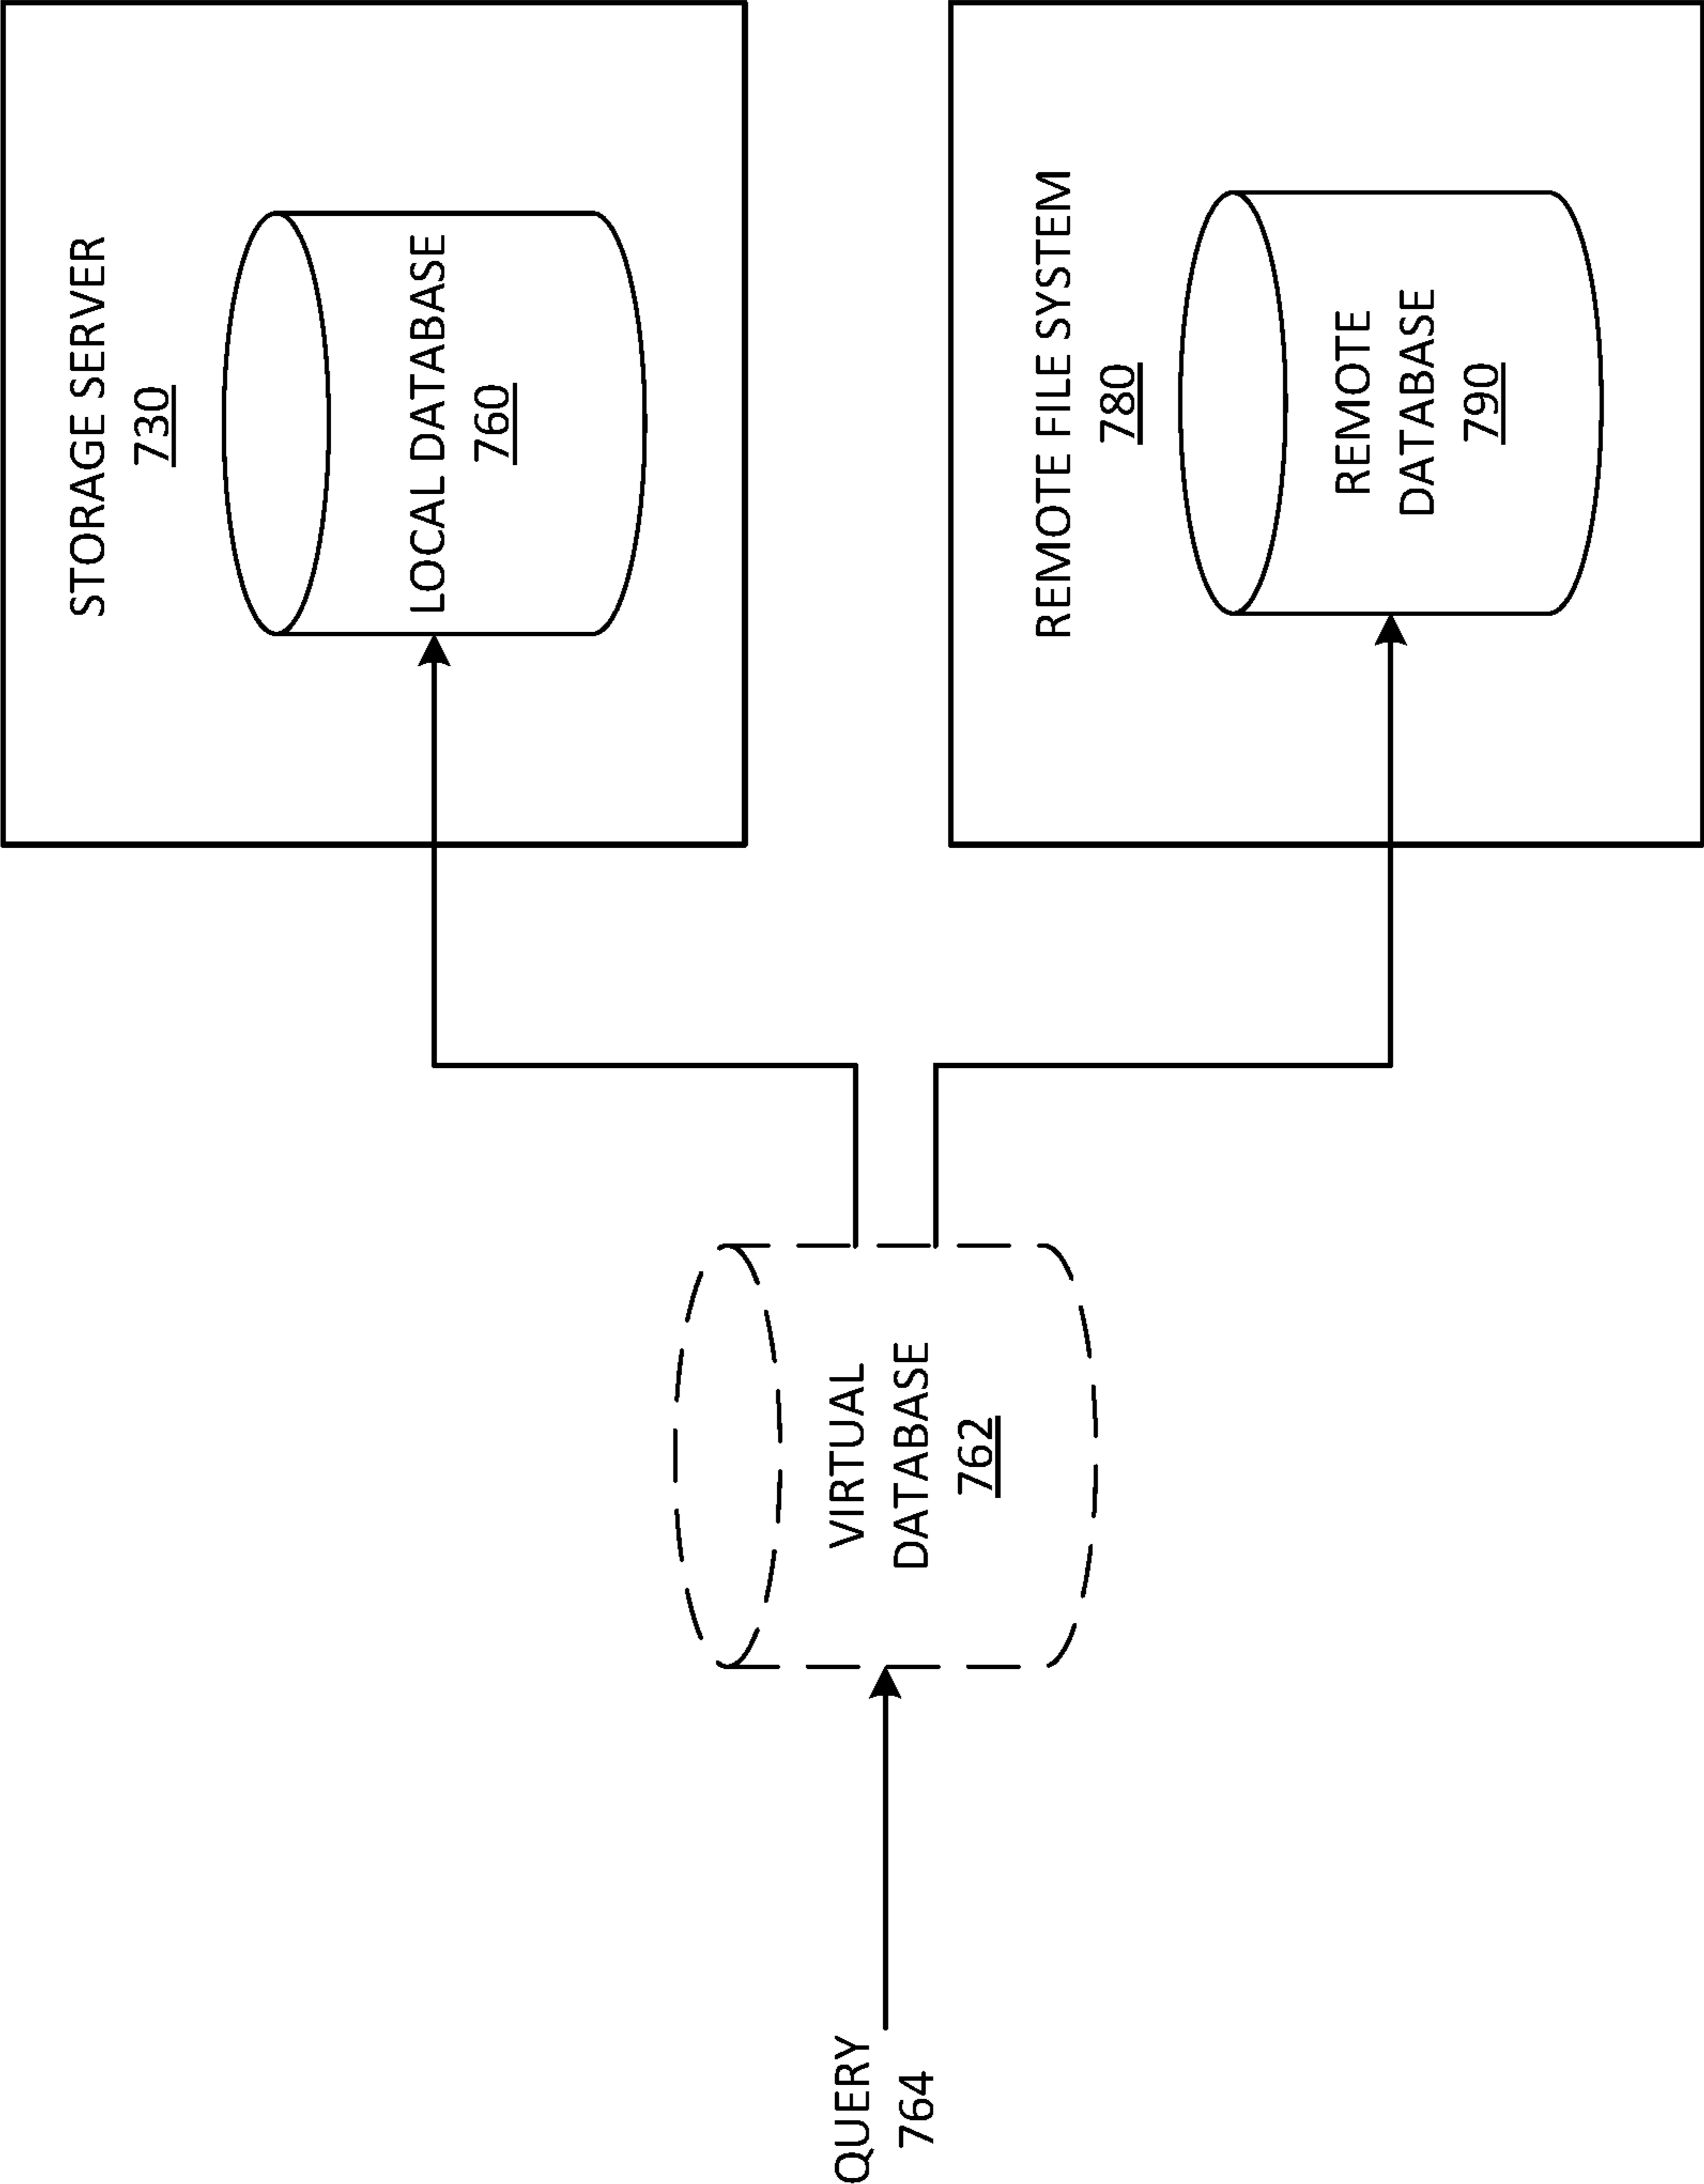 STORAGE SERVER
730
LOCAL DATABASE
760
REMOTE FILE SYSTEM
780
REMOTE
DATABASE
790
VIRTUAL
DATABASE
762
QUERY
764